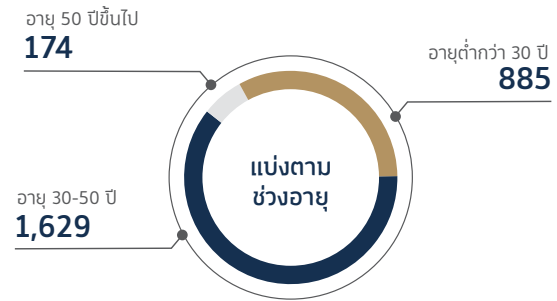 อายุ 50 ปีขึ้นไป
174
อายุต่ำกว่า 30 ปี
885
แบ่งตาม
ช่วงอายุ
อายุ 30-50 ปี
1,629